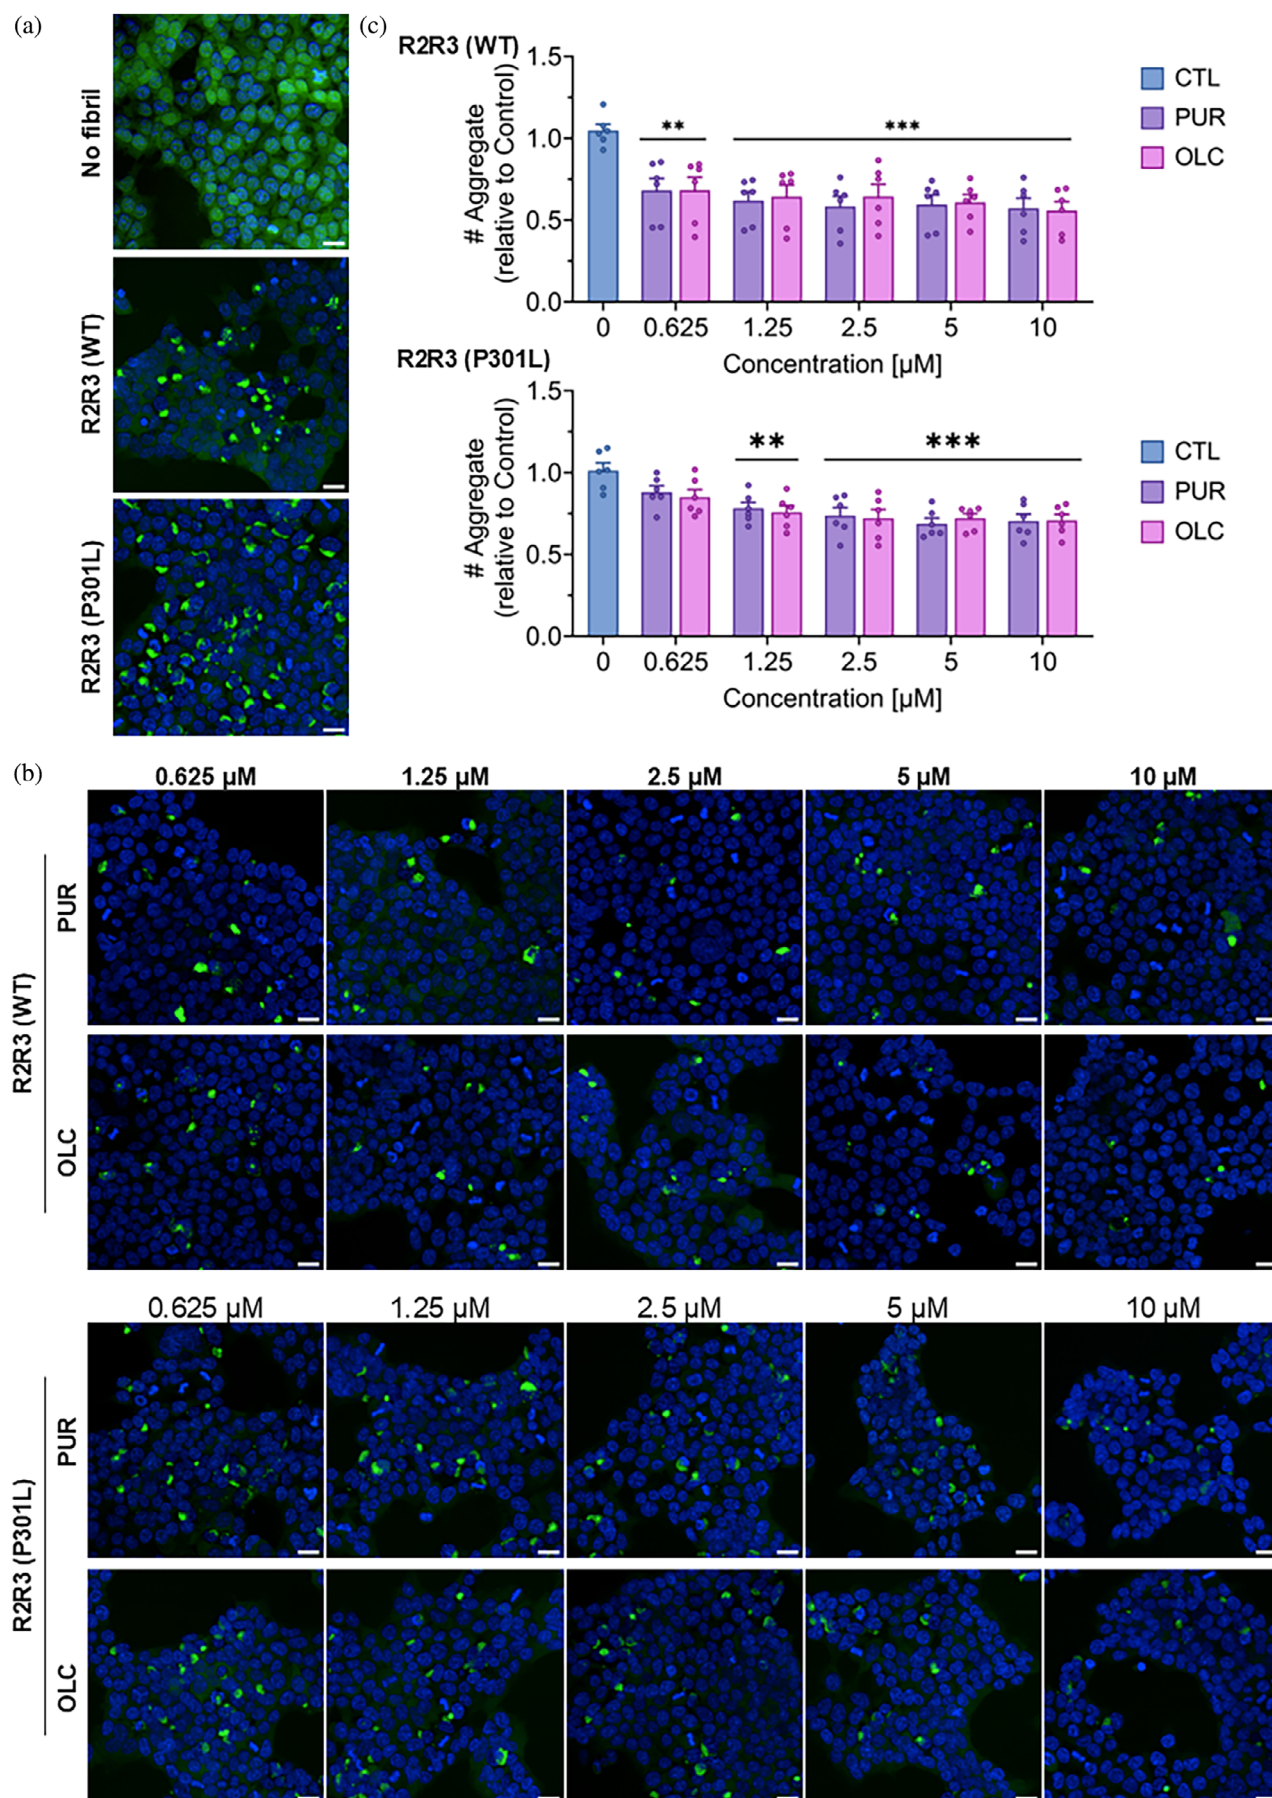 (a)
No fibril
R2R3 (WT)
R2R3 (P301L)
(c)
R2R3 (WT)
# Aggregate
(relative to Control)
1.5
1.0
0.5
0.0
** ***
0 0.625 1.25 2.5 5 10
Concentration [µM]
CTL
PUR
OLC
R2R3 (P301L)
# Aggregate
(relative to Control)
1.5
1.0
0.5
0.0
** ***
0 0.625 1.25 2.5 5 10
Concentration [µM]
CTL
PUR
OLC
(b)
0.625 µM 1.25 µM 2.5 µM 5 µM 10 µM
R2R3 (WT)
PUR
OLC
0.625 µM 1.25 µM 2.5 µM 5 µM 10 µM
R2R3 (P301L)
PUR
OLC